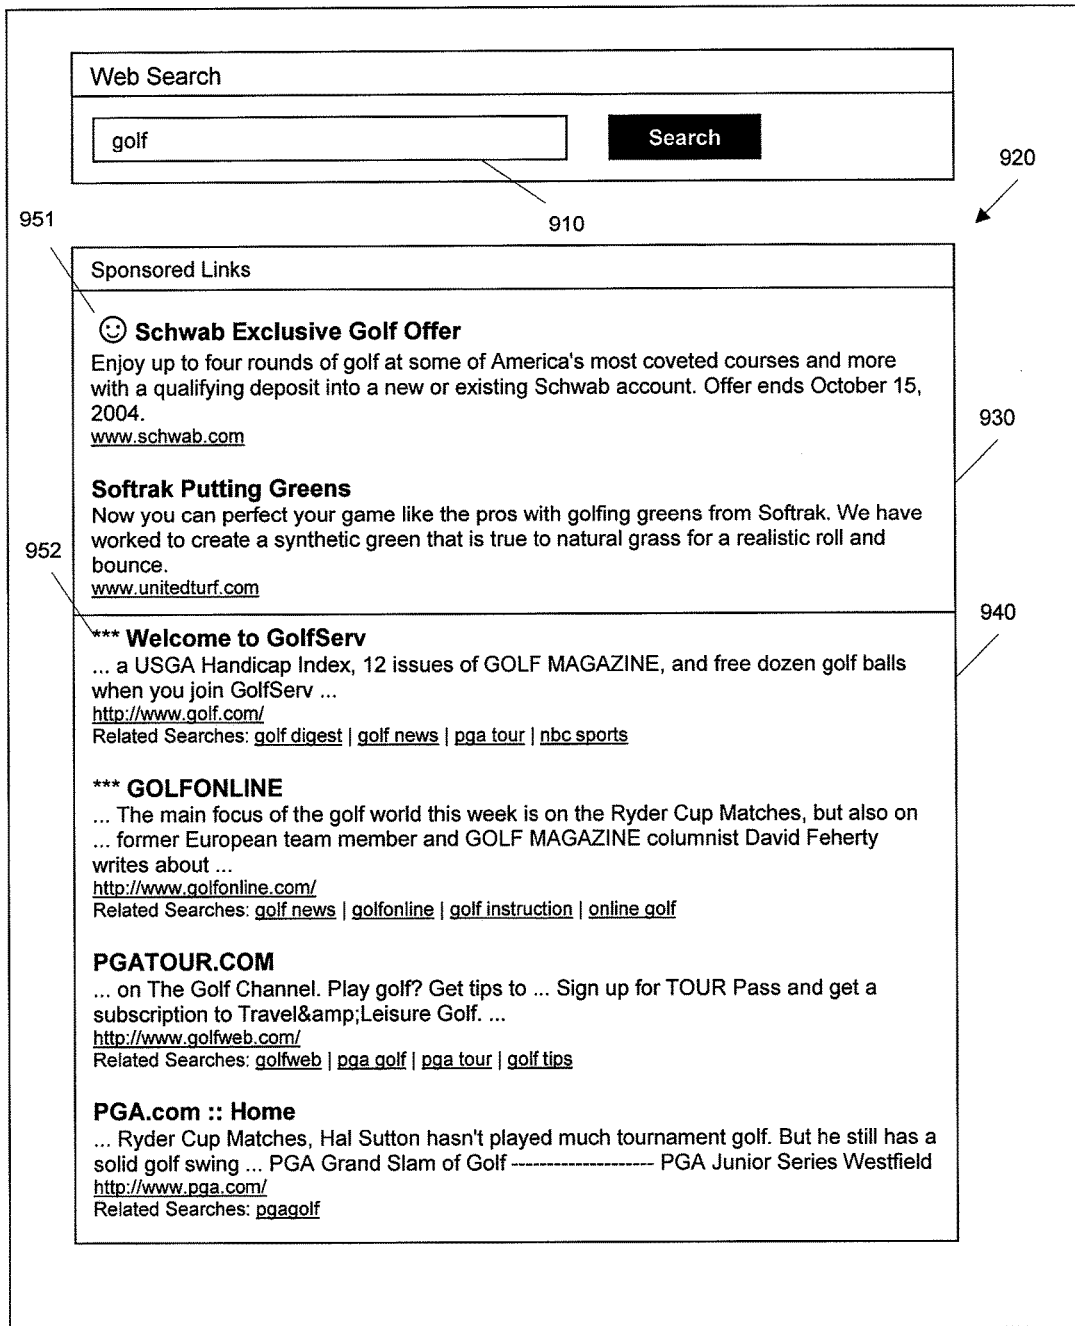 Web Search
golf
Search
920
951
910
Sponsored Links
☺ Schwab Exclusive Golf Offer
Enjoy up to four rounds of golf at some of America's most coveted courses and more
with a qualifying deposit into a new or existing Schwab account. Offer ends October 15,
2004.
www.schwab.com
930
Softrak Putting Greens
Now you can perfect your game like the pros with golfing greens from Softrak. We have
worked to create a synthetic green that is true to natural grass for a realistic roll and
bounce.
www.unitedturf.com
952
940
*** Welcome to GolfServ
... a USGA Handicap Index, 12 issues of GOLF MAGAZINE, and free dozen golf balls
when you join GolfServ ...
http://www.golf.com/
Related Searches: golf digest | golf news | pga tour | nbc sports
*** GOLFONLINE
... The main focus of the golf world this week is on the Ryder Cup Matches, but also on
... former European team member and GOLF MAGAZINE columnist David Feherty
writes about ...
http://www.golfonline.com/
Related Searches: golf news | golfonline | golf instruction | online golf
PGATOUR.COM
... on The Golf Channel. Play golf? Get tips to ... Sign up for TOUR Pass and get a
subscription to Travel&amp;Leisure Golf. ...
http://www.golfweb.com/
Related Searches: golfweb | pga golf | pga tour | golf tips
PGA.com :: Home
... Ryder Cup Matches, Hal Sutton hasn't played much tournament golf. But he still has a
solid golf swing ... PGA Grand Slam of Golf -------------------- PGA Junior Series Westfield
http://www.pga.com/
Related Searches: pgagolf